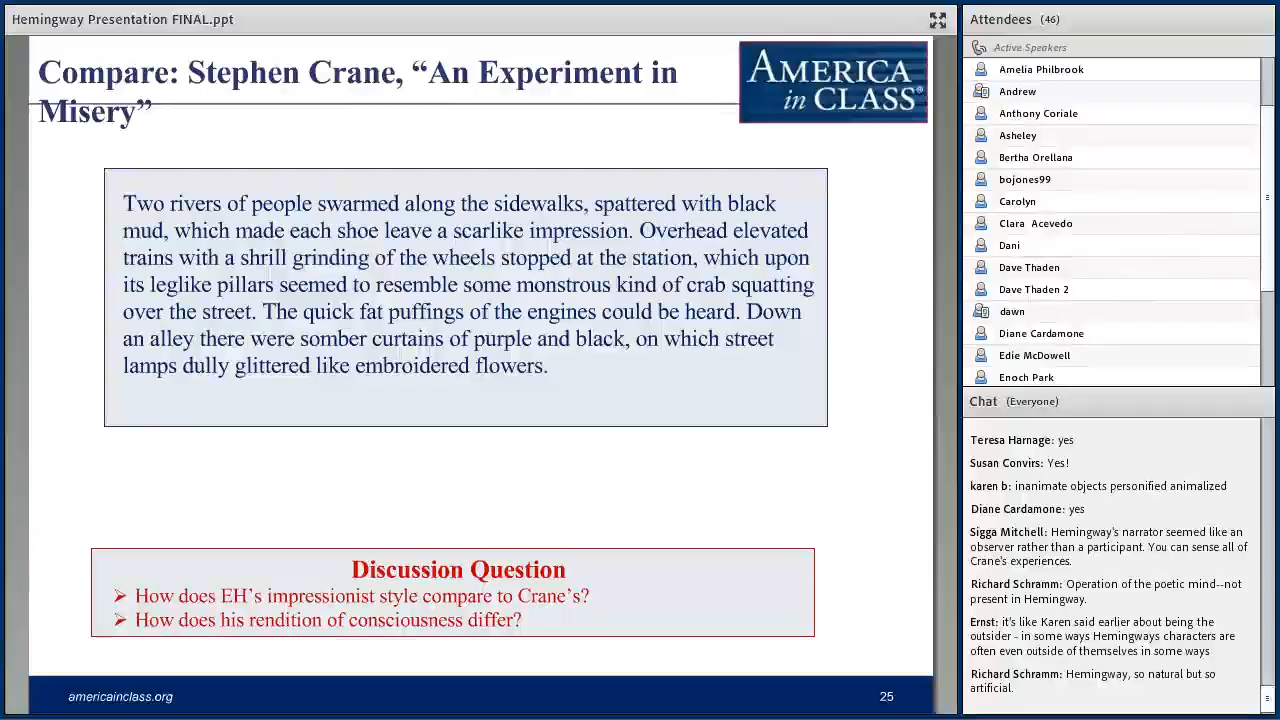 Hemingway Presentation FINAL.ppt
Compare: Stephen Crane, “An Experiment in
Misery”
AMERICA
in CLASS®
Two rivers of people swarmed along the sidewalks, spattered with black
mud, which made each shoe leave a scarlike impression. Overhead elevated
trains with a shrill grinding of the wheels stopped at the station, which upon
its leglike pillars seemed to resemble some monstrous kind of crab squatting
over the street. The quick fat puffings of the engines could be heard. Down
an alley there were somber curtains of purple and black, on which street
lamps dully glittered like embroidered flowers.
Discussion Question
➢ How does EH’s impressionist style compare to Crane’s?
➢ How does his rendition of consciousness differ?
americainclass.org
25
Attendees (46)
Active Speakers
Amelia Philbrook
Andrew
Anthony Coriale
Asheley
Bertha Orellana
bojones99
Carolyn
Clara Acevedo
Dani
Dave Thaden
Dave Thaden 2
dawn
Diane Cardamone
Edie McDowell
Enoch Park
Chat (Everyone)
Teresa Harnage: yes
Susan Convirs: Yes!
karen b: inanimate objects personified animalized
Diane Cardamone: yes
Sigga Mitchell: Hemingway's narrator seemed like an
observer rather than a participant. You can sense all of
Crane's experiences.
Richard Schramm: Operation of the poetic mind--not
present in Hemingway.
Ernst: it's like Karen said earlier about being the
outsider - in some ways Hemingways characters are
often even outside of themselves in some ways
Richard Schramm: Hemingway, so natural but so
artificial.